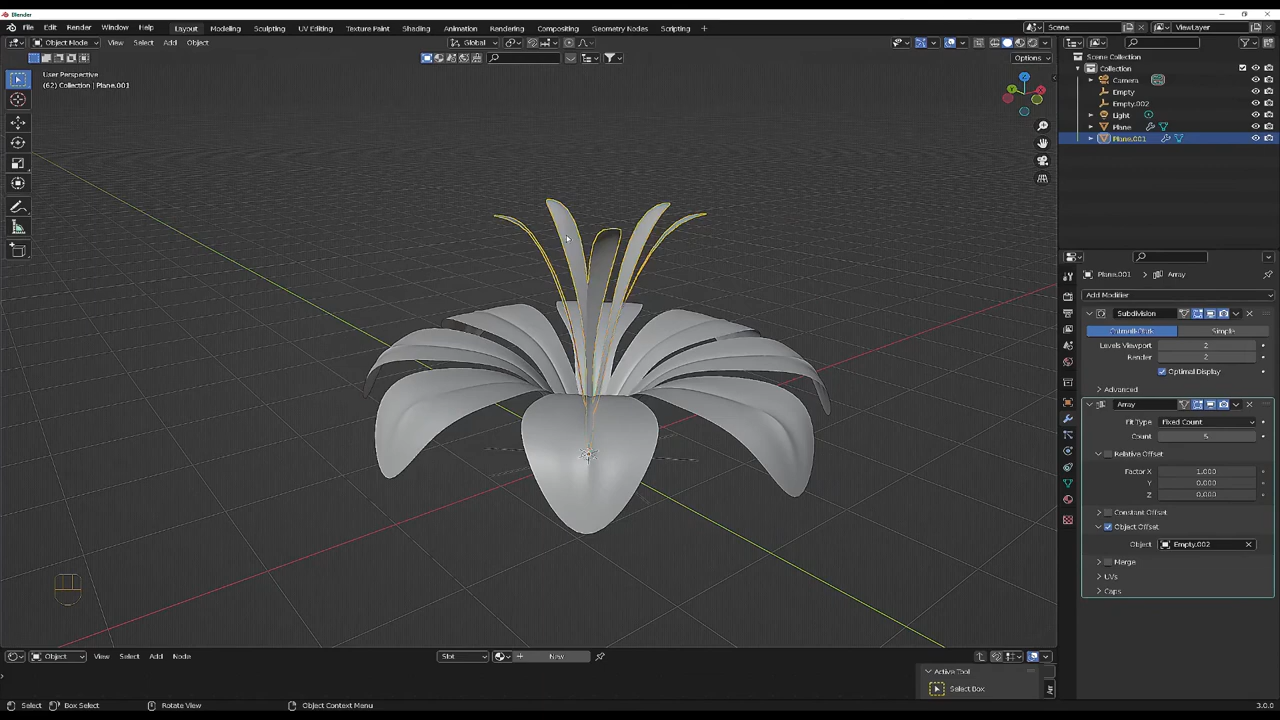 Blender
File Edit Render Window Help Layout Modeling Sculpting UV Editing Texture Paint Shading Animation Rendering Compositing Geometry Nodes Scripting Scene ViewLayer
Object Mode View Select Add Object Global
Options
User Perspective
(62) Collection | Plane.001
Scene Collection
Collection
Camera
Empty
Empty.002
Light
Plane
Plane.001
Plane.001 Array
Add Modifier
Subdivision
Catmull-Clark Simple
Levels Viewport 2
Render 2
Optimal Display
Advanced
Array
Fit Type Fixed Count
Count 5
Relative Offset
Factor X 1.000
Y 0.000
Z 0.000
Constant Offset
Object Offset
Object Empty.002
Merge
UVs
Caps
Object View Select Add Node Slot New
Active Tool
Select Box
Select Box Select Rotate View Object Context Menu 3.0.0